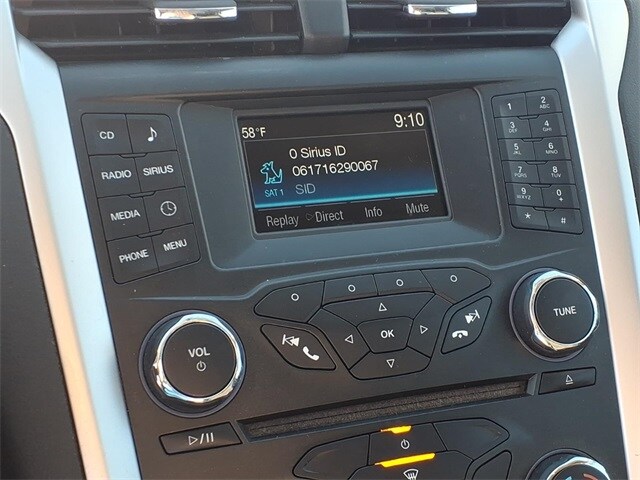 58°F 9:10
0 Sirius ID
061716290067
SAT 1 SID
Replay Direct Info Mute
CD
RADIO SIRIUS
MEDIA
PHONE MENU
1 2 ABC
3 DEF 4 GHI
5 JKL 6 MNO
7 PQRS 8 TUV
9 WXYZ 0 +
* #
VOL
OK
TUNE